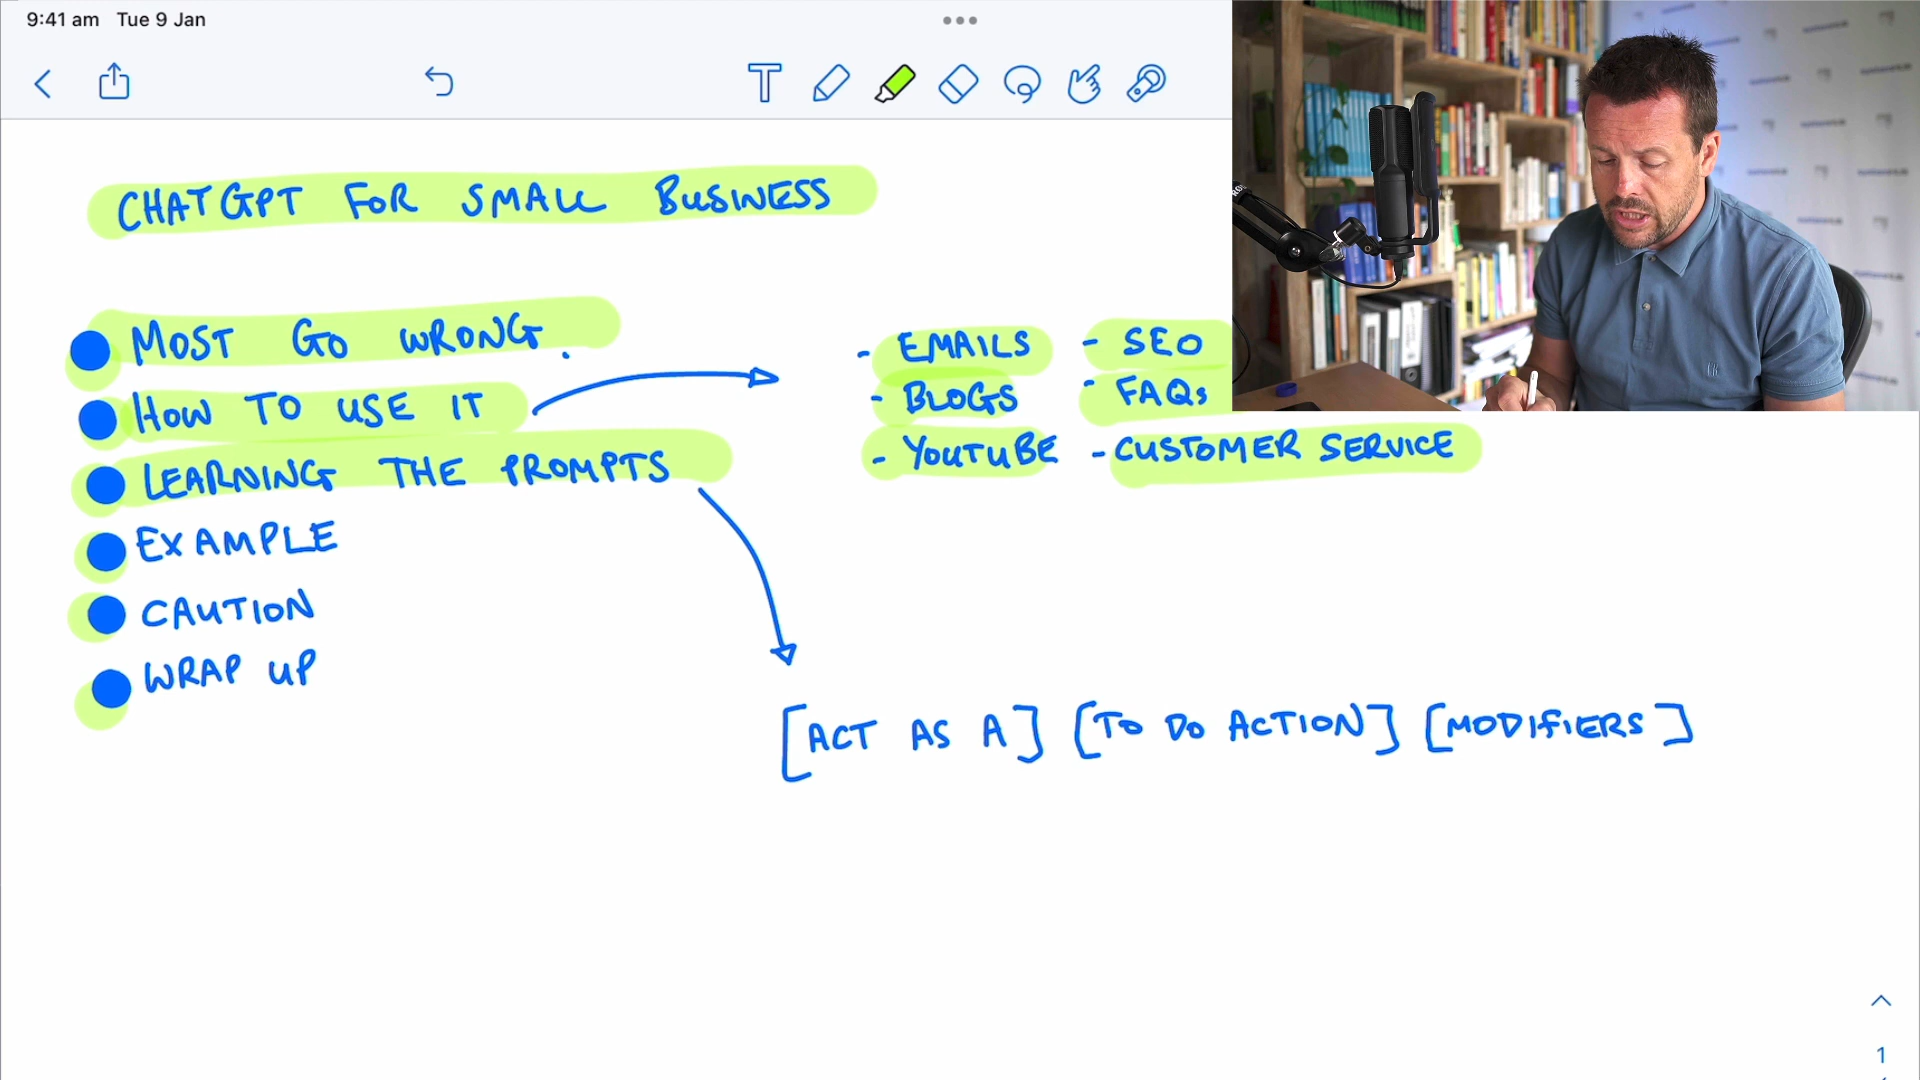 9:41 am Tue 9 Jan
CHATGPT FOR SMALL BUSINESS
MOST GO WRONG.
HOW TO USE IT
LEARNING THE PROMPTS
EXAMPLE
CAUTION
WRAP UP
- EMAILS
- BLOGS
- YOUTUBE
- SEO
- FAQs
- CUSTOMER SERVICE
[ACT AS A] [TO DO ACTION] [MODIFIERS]
1